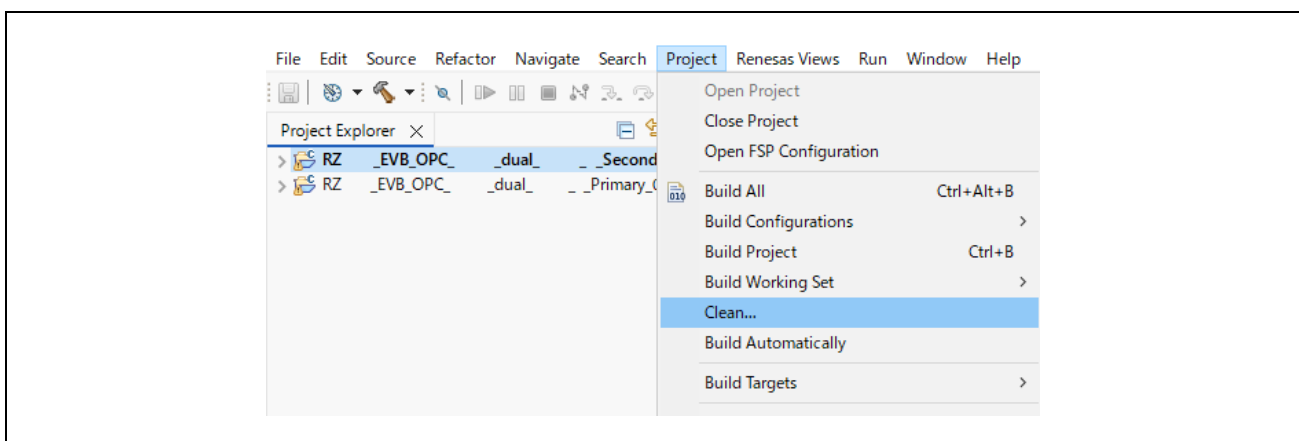 File Edit Source Refactor Navigate Search Project Renesas Views Run Window Help
Project Explorer
RZ _EVB_OPC_ _dual_ _ _Second
RZ _EVB_OPC_ _dual_ _ _Primary_
Open Project
Close Project
Open FSP Configuration
010 Build All Ctrl+Alt+B
Build Configurations >
Build Project Ctrl+B
Build Working Set >
Clean...
Build Automatically
Build Targets >